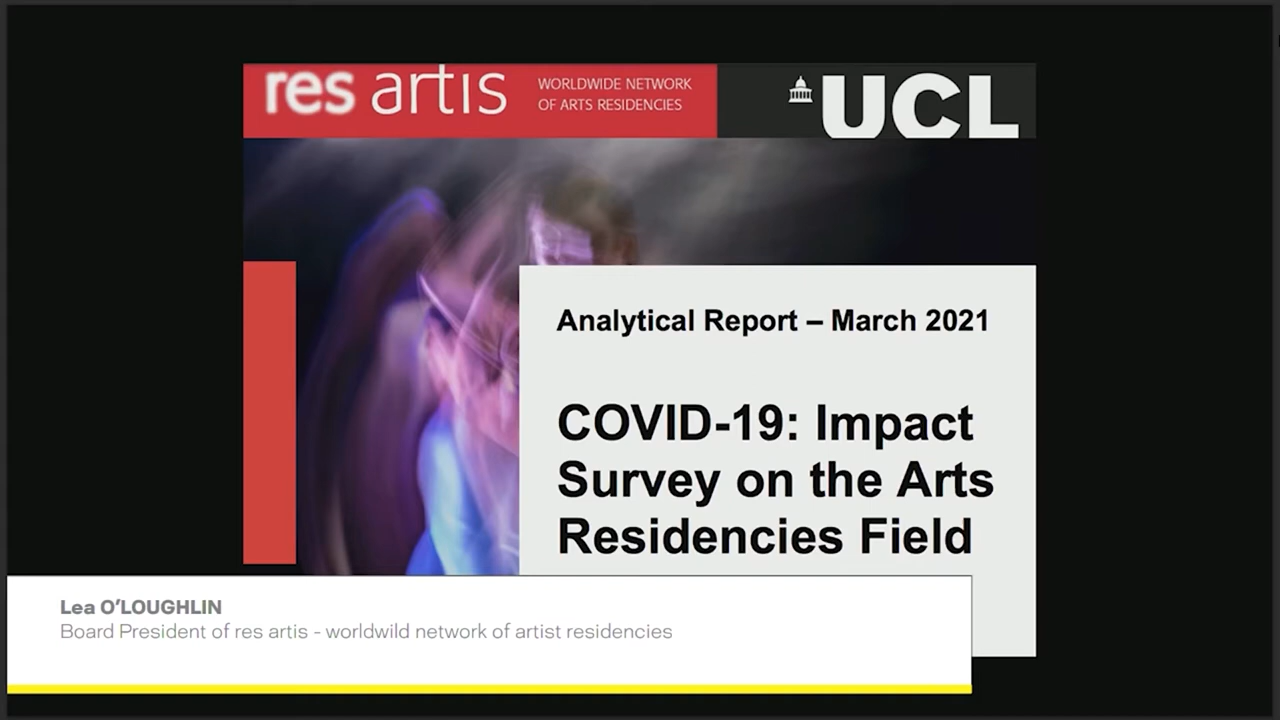 res artis WORLDWIDE NETWORK
OF ARTS RESIDENCIES
UCL
Analytical Report – March 2021
COVID-19: Impact
Survey on the Arts
Residencies Field
Lea O'LOUGHLIN
Board President of res artis - worldwild network of artist residencies